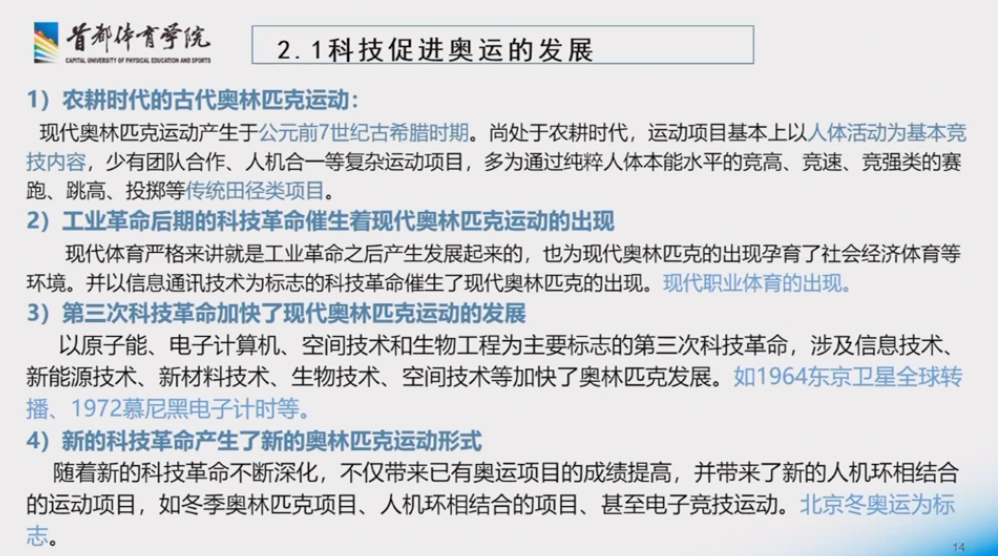 首都体育学院
CAPITAL UNIVERSITY OF PHYSICAL EDUCATION AND SPORTS
2.1科技促进奥运的发展
1）农耕时代的古代奥林匹克运动：
现代奥林匹克运动产生于公元前7世纪古希腊时期。尚处于农耕时代，运动项目基本上以人体活动为基本竞
技内容，少有团队合作、人机合一等复杂运动项目，多为通过纯粹人体本能水平的竞高、竞速、竞强类的赛
跑、跳高、投掷等传统田径类项目。
2）工业革命后期的科技革命催生着现代奥林匹克运动的出现
现代体育严格来讲就是工业革命之后产生发展起来的，也为现代奥林匹克的出现孕育了社会经济体育等
环境。并以信息通讯技术为标志的科技革命催生了现代奥林匹克的出现。现代职业体育的出现。
3）第三次科技革命加快了现代奥林匹克运动的发展
以原子能、电子计算机、空间技术和生物工程为主要标志的第三次科技革命，涉及信息技术、
新能源技术、新材料技术、生物技术、空间技术等加快了奥林匹克发展。如1964东京卫星全球转
播、1972慕尼黑电子计时等。
4）新的科技革命产生了新的奥林匹克运动形式
随着新的科技革命不断深化，不仅带来已有奥运项目的成绩提高，并带来了新的人机环相结合
的运动项目，如冬季奥林匹克项目、人机环相结合的项目、甚至电子竞技运动。北京冬奥运为标
志。
14